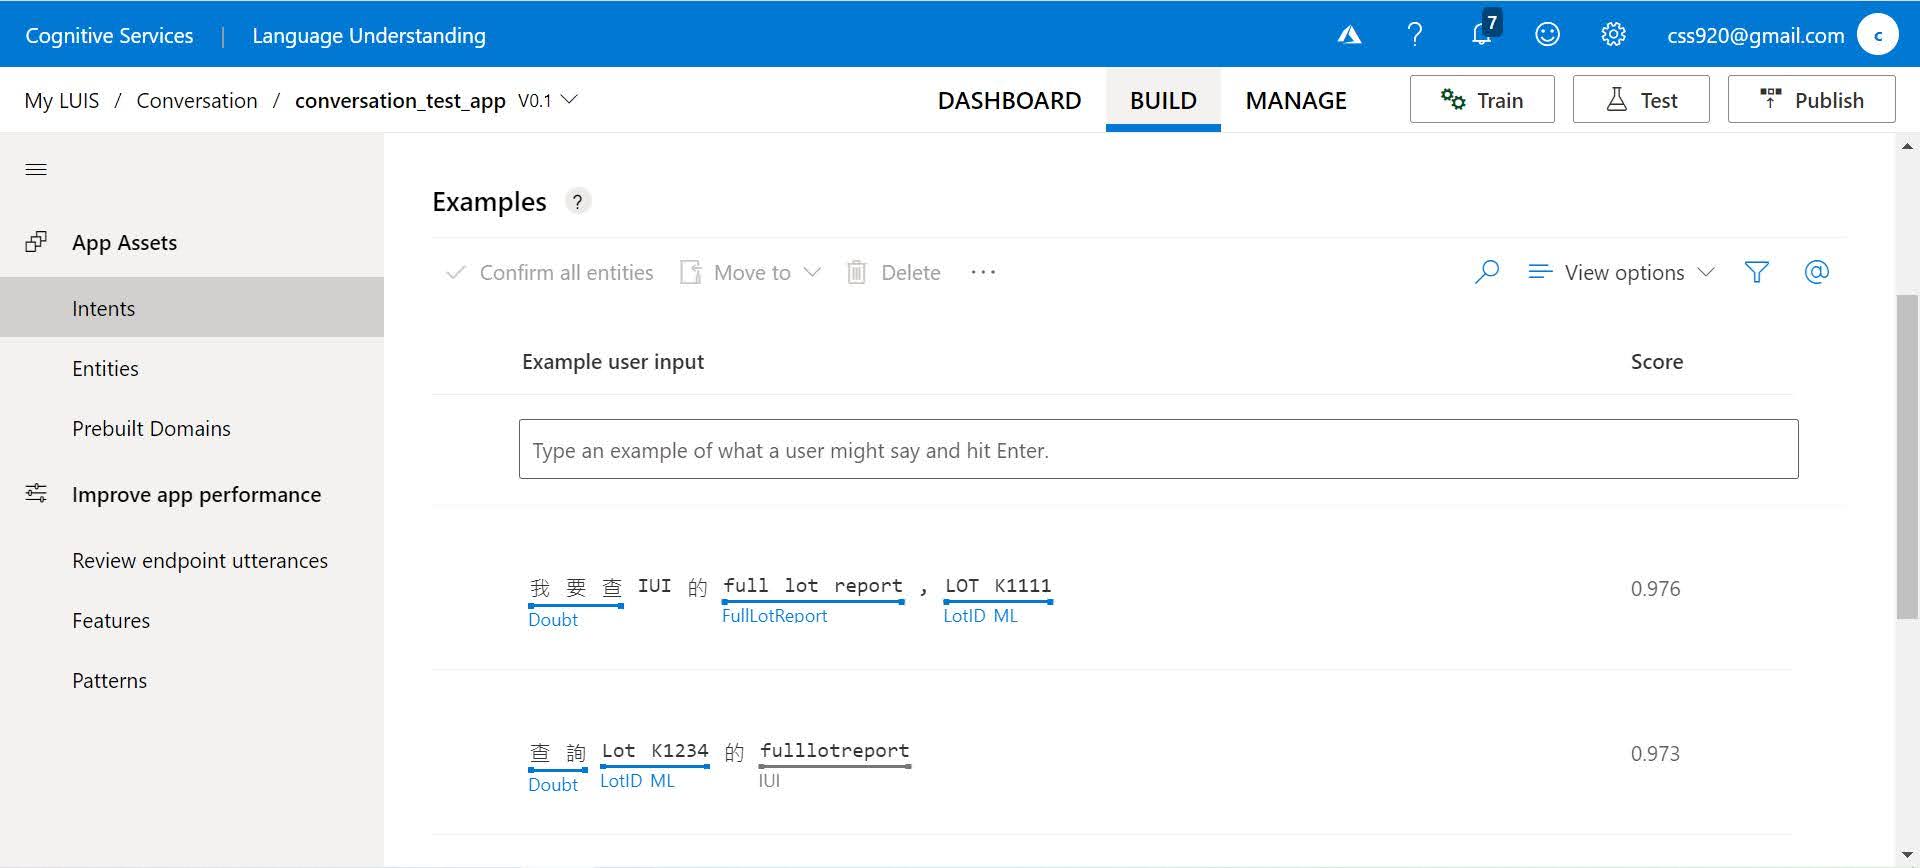 Cognitive Services | Language Understanding 7 css920@gmail.com c
My LUIS / Conversation / conversation_test_app V0.1 DASHBOARD BUILD MANAGE Train Test Publish
App Assets
Intents
Entities
Prebuilt Domains
Improve app performance
Review endpoint utterances
Features
Patterns
Examples ?
Confirm all entities Move to Delete ... View options @
Example user input Score
Type an example of what a user might say and hit Enter.
我 要 查 IUI 的 full lot report , LOT K1111 0.976
Doubt FullLotReport LotID ML
查 詢 Lot K1234 的 fulllotreport 0.973
Doubt LotID ML IUI